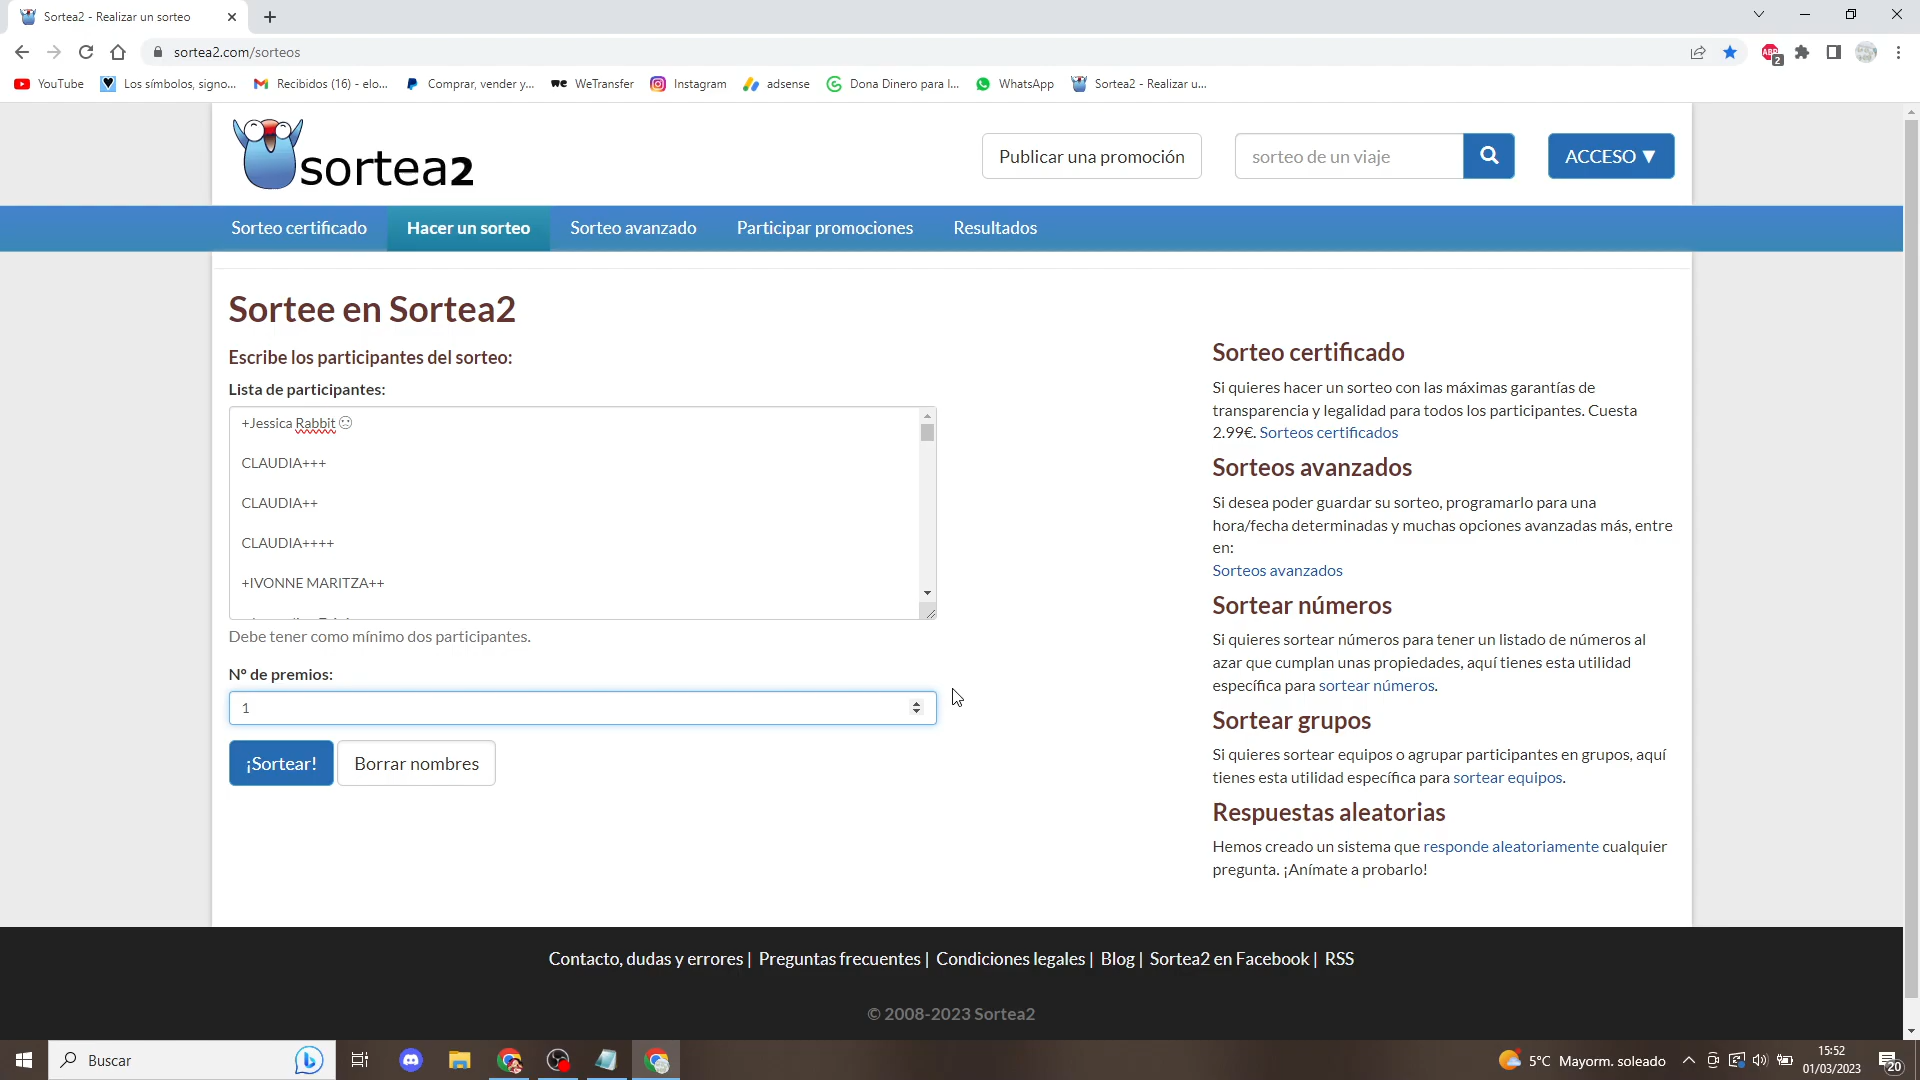 Sortea2 - Realizar un sorteo
sortea2.com/sorteos
ABP
2
YouTube
Los símbolos, signo...
Recibidos (16) - elo...
Comprar, vender y...
WeTransfer
Instagram
adsense
Dona Dinero para l...
WhatsApp
Sortea2 - Realizar u...
sortea2
Publicar una promoción
sorteo de un viaje
ACCESO ▼
Sorteo certificado
Hacer un sorteo
Sorteo avanzado
Participar promociones
Resultados
Sortee en Sortea2
Escribe los participantes del sorteo:
Lista de participantes:
+Jessica Rabbit ☹
CLAUDIA+++
CLAUDIA++
CLAUDIA++++
+IVONNE MARITZA++
Debe tener como mínimo dos participantes.
Nº de premios:
1
¡Sortear!
Borrar nombres
Sorteo certificado
Si quieres hacer un sorteo con las máximas garantías de
transparencia y legalidad para todos los participantes. Cuesta
2.99€. Sorteos certificados
Sorteos avanzados
Si desea poder guardar su sorteo, programarlo para una
hora/fecha determinadas y muchas opciones avanzadas más, entre
en:
Sorteos avanzados
Sortear números
Si quieres sortear números para tener un listado de números al
azar que cumplan unas propiedades, aquí tienes esta utilidad
específica para sortear números.
Sortear grupos
Si quieres sortear equipos o agrupar participantes en grupos, aquí
tienes esta utilidad específica para sortear equipos.
Respuestas aleatorias
Hemos creado un sistema que responde aleatoriamente cualquier
pregunta. ¡Anímate a probarlo!
Contacto, dudas y errores | Preguntas frecuentes | Condiciones legales | Blog | Sortea2 en Facebook | RSS
© 2008-2023 Sortea2
Buscar
5°C Mayorm. soleado
15:52
01/03/2023
20